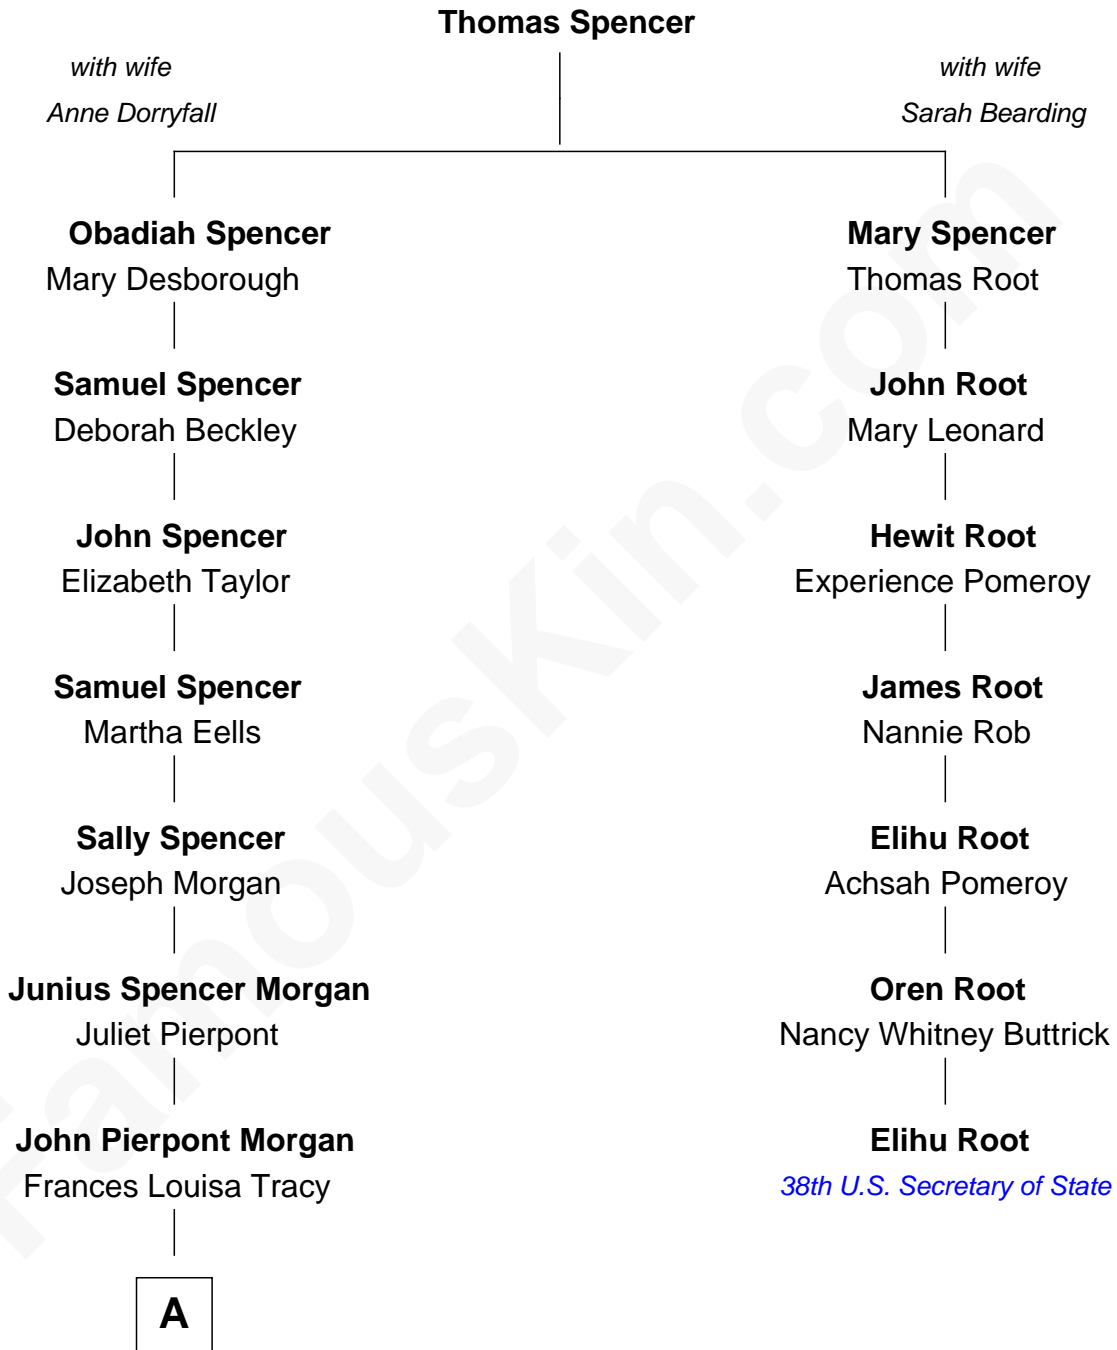 Thomas Spencer
with wife
Anne Dorryfall
with wife
Sarah Bearding
Obadiah Spencer
Mary Desborough
Mary Spencer
Thomas Root
Samuel Spencer
Deborah Beckley
John Root
Mary Leonard
John Spencer
Elizabeth Taylor
Hewit Root
Experience Pomeroy
Samuel Spencer
Martha Eells
James Root
Nannie Rob
Sally Spencer
Joseph Morgan
Elihu Root
Achsah Pomeroy
Junius Spencer Morgan
Juliet Pierpont
Oren Root
Nancy Whitney Buttrick
John Pierpont Morgan
Frances Louisa Tracy
Elihu Root
38th U.S. Secretary of State
A
FamousKin.com